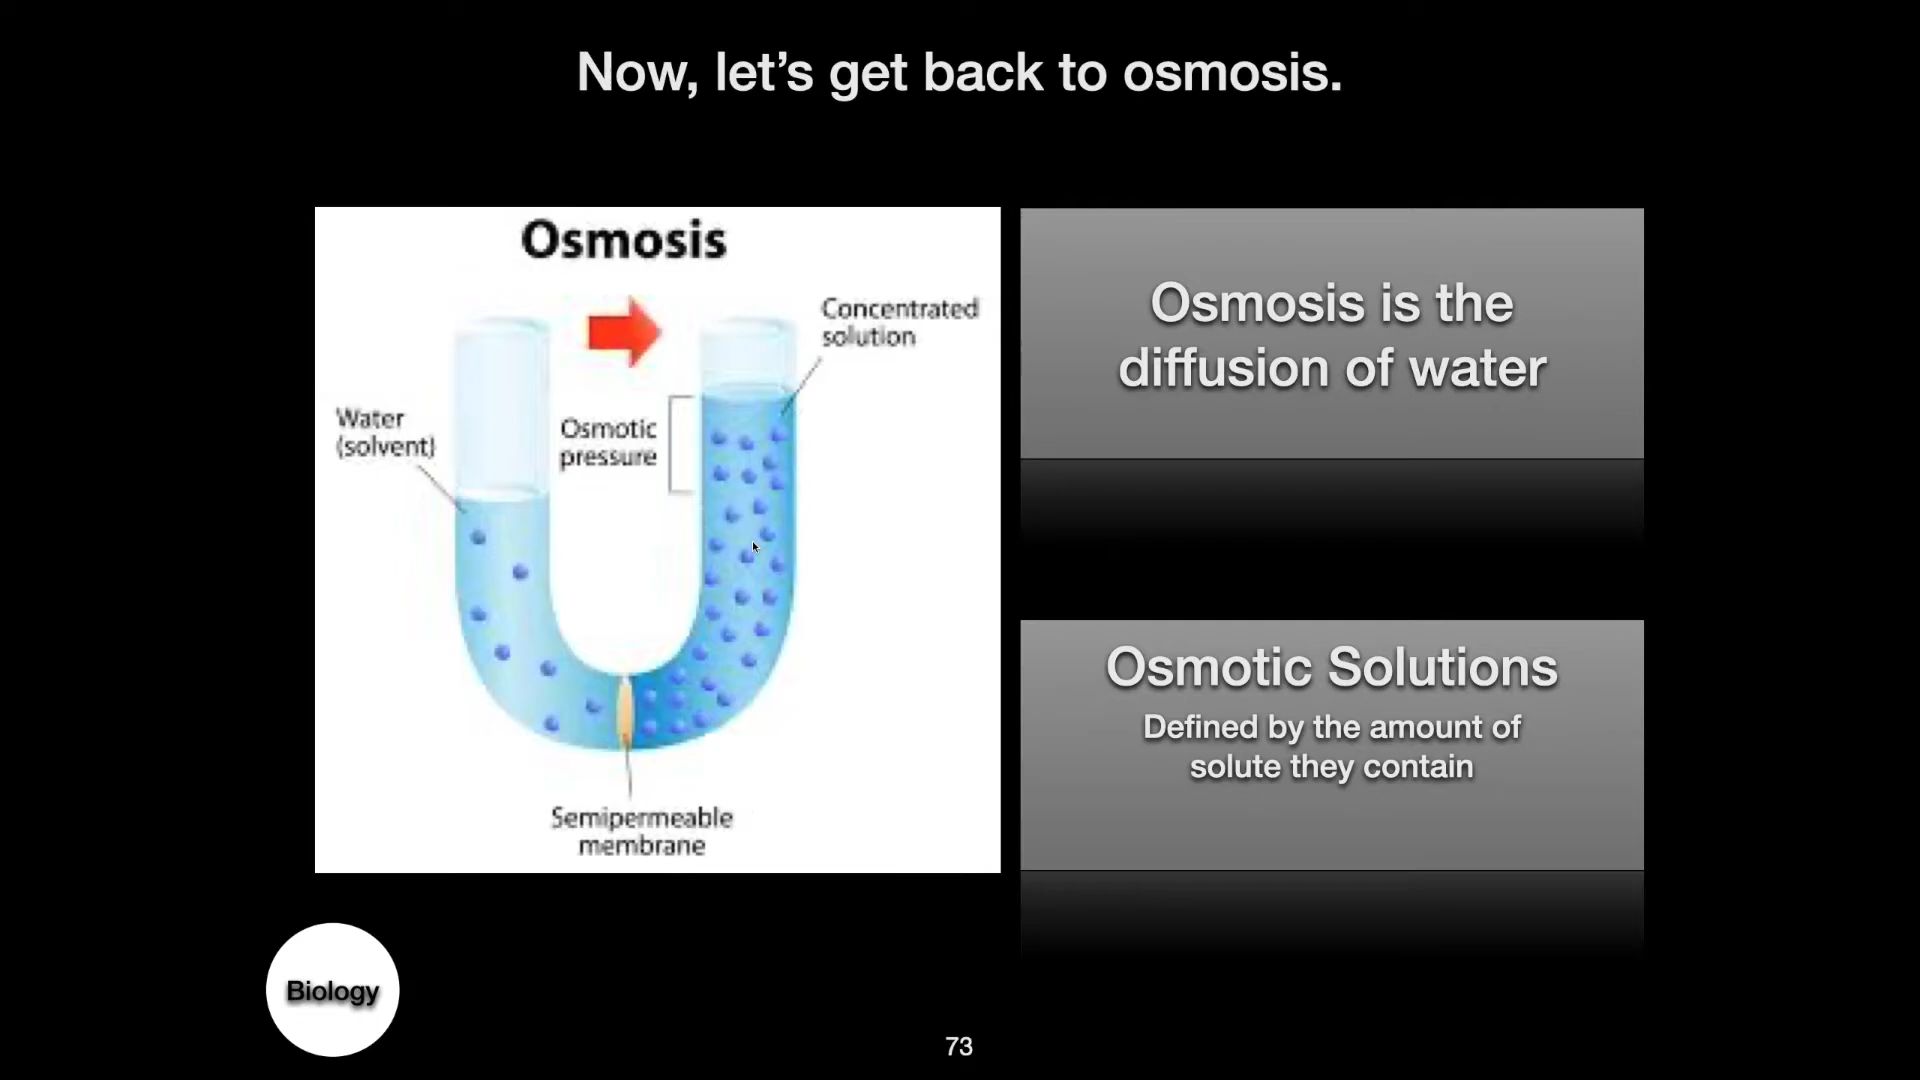 Now, let's get back to osmosis.
Osmosis
Concentrated
solution
Water
(solvent)
Osmotic
pressure
Semipermeable
membrane
Osmosis is the
diffusion of water
Osmotic Solutions
Defined by the amount of
solute they contain
Biology
73